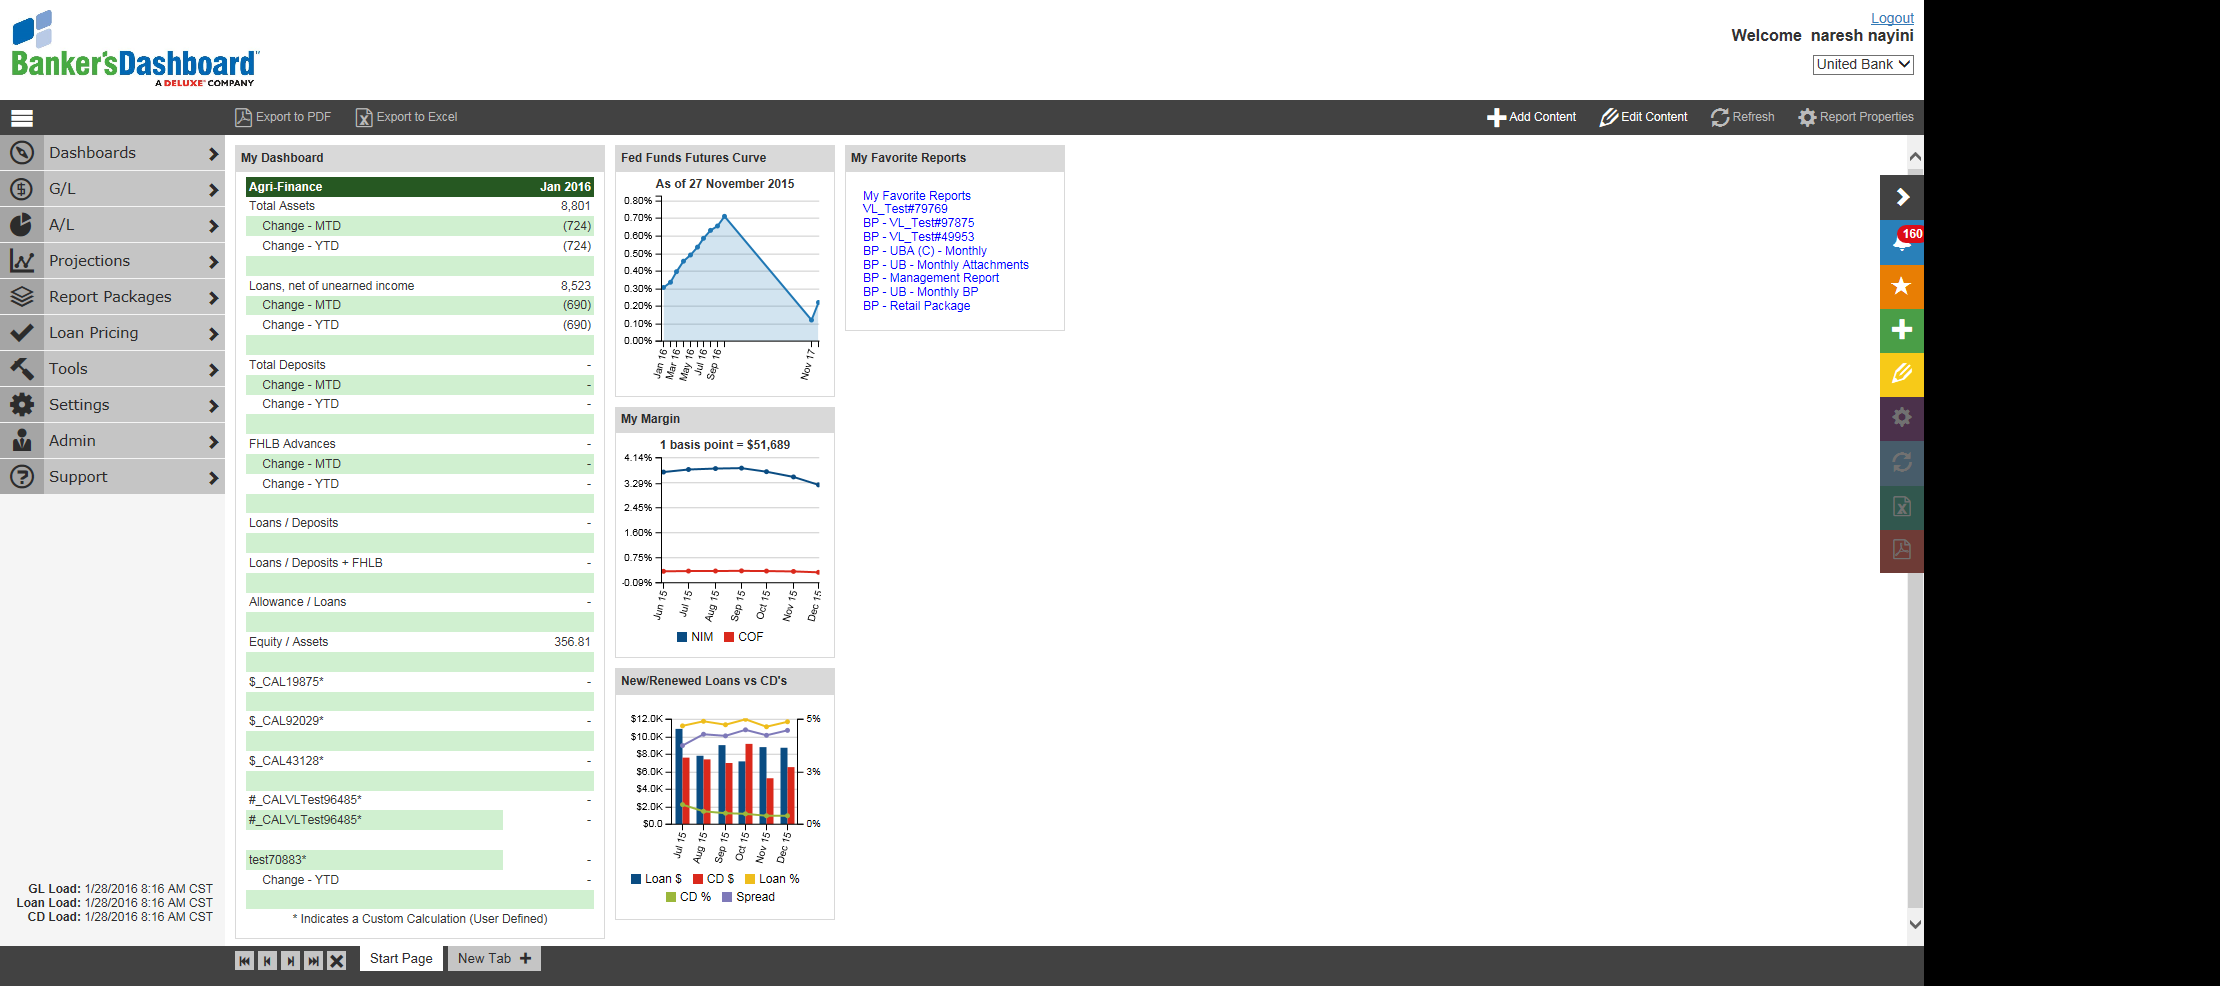 Banker'sDashboard
A DELUXE COMPANY
Logout
Welcome naresh nayini
United Bank
Export to PDF Export to Excel
Add Content Edit Content Refresh Report Properties
Dashboards
G/L
A/L
Projections
Report Packages
Loan Pricing
Tools
Settings
Admin
Support
GL Load: 1/28/2016 8:16 AM CST
Loan Load: 1/28/2016 8:16 AM CST
CD Load: 1/28/2016 8:16 AM CST
My Dashboard
Agri-Finance Jan 2016
Total Assets 8,801
Change - MTD (724)
Change - YTD (724)
Loans, net of unearned income 8,523
Change - MTD (690)
Change - YTD (690)
Total Deposits -
Change - MTD -
Change - YTD -
FHLB Advances -
Change - MTD -
Change - YTD -
Loans / Deposits -
Loans / Deposits + FHLB -
Allowance / Loans -
Equity / Assets 356.81
$_CAL19875* -
$_CAL92029* -
$_CAL43128* -
#_CALVLTest96485* -
#_CALVLTest96485* -
test70883* -
Change - YTD -
* Indicates a Custom Calculation (User Defined)
Fed Funds Futures Curve
As of 27 November 2015
0.80%
0.70%
0.60%
0.50%
0.40%
0.30%
0.20%
0.10%
0.00%
Jan 16 Mar 16 May 16 Jul 16 Sep 16 Nov 17
My Margin
1 basis point = $51,689
4.14%
3.29%
2.45%
1.60%
0.75%
-0.09%
Jun 15 Jul 15 Aug 15 Sep 15 Oct 15 Nov 15 Dec 15
NIM COF
New/Renewed Loans vs CD's
$12.0K 5%
$10.0K
$8.0K
$6.0K 3%
$4.0K
$2.0K
$0.0 0%
Jul 15 Aug 15 Sep 15 Oct 15 Nov 15 Dec 15
Loan $ CD $ Loan %
CD % Spread
My Favorite Reports
My Favorite Reports
VL_Test#79769
BP - VL_Test#97875
BP - VL_Test#49953
BP - UBA (C) - Monthly
BP - UB - Monthly Attachments
BP - Management Report
BP - UB - Monthly BP
BP - Retail Package
160
Start Page New Tab